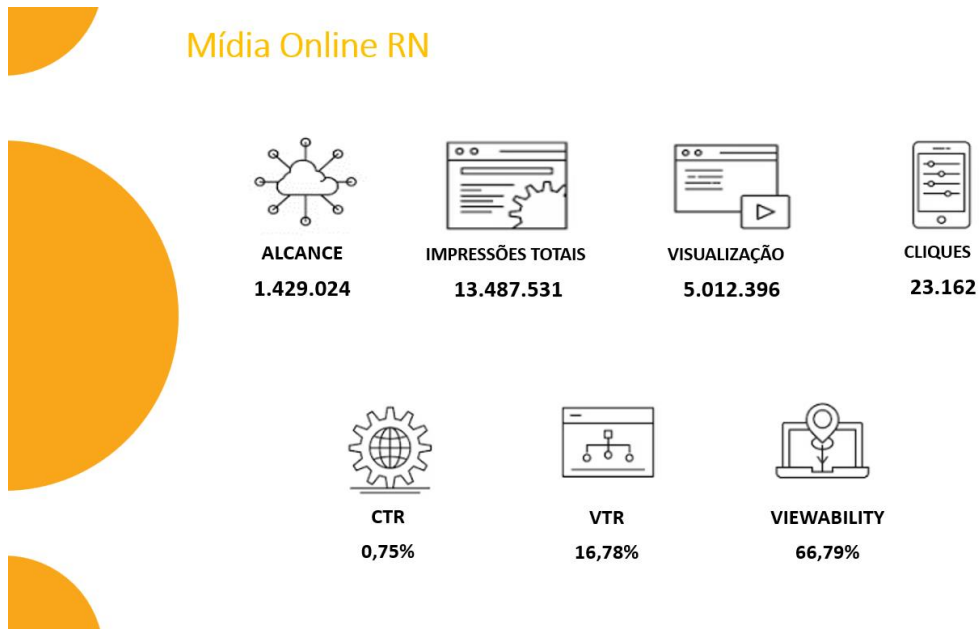 Mídia Online RN
ALCANCE
1.429.024
IMPRESSÕES TOTAIS
13.487.531
VISUALIZAÇÃO
5.012.396
CLIQUES
23.162
CTR
0,75%
VTR
16,78%
VIEWABILITY
66,79%